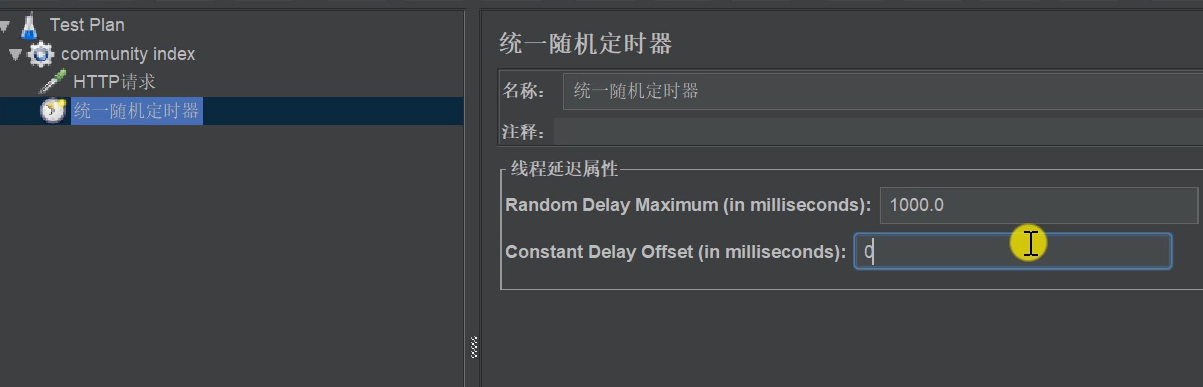 Test Plan
community index
HTTP请求
统一随机定时器
统一随机定时器
名称: 统一随机定时器
注释:
线程延迟属性
Random Delay Maximum (in milliseconds): 1000.0
Constant Delay Offset (in milliseconds): 0